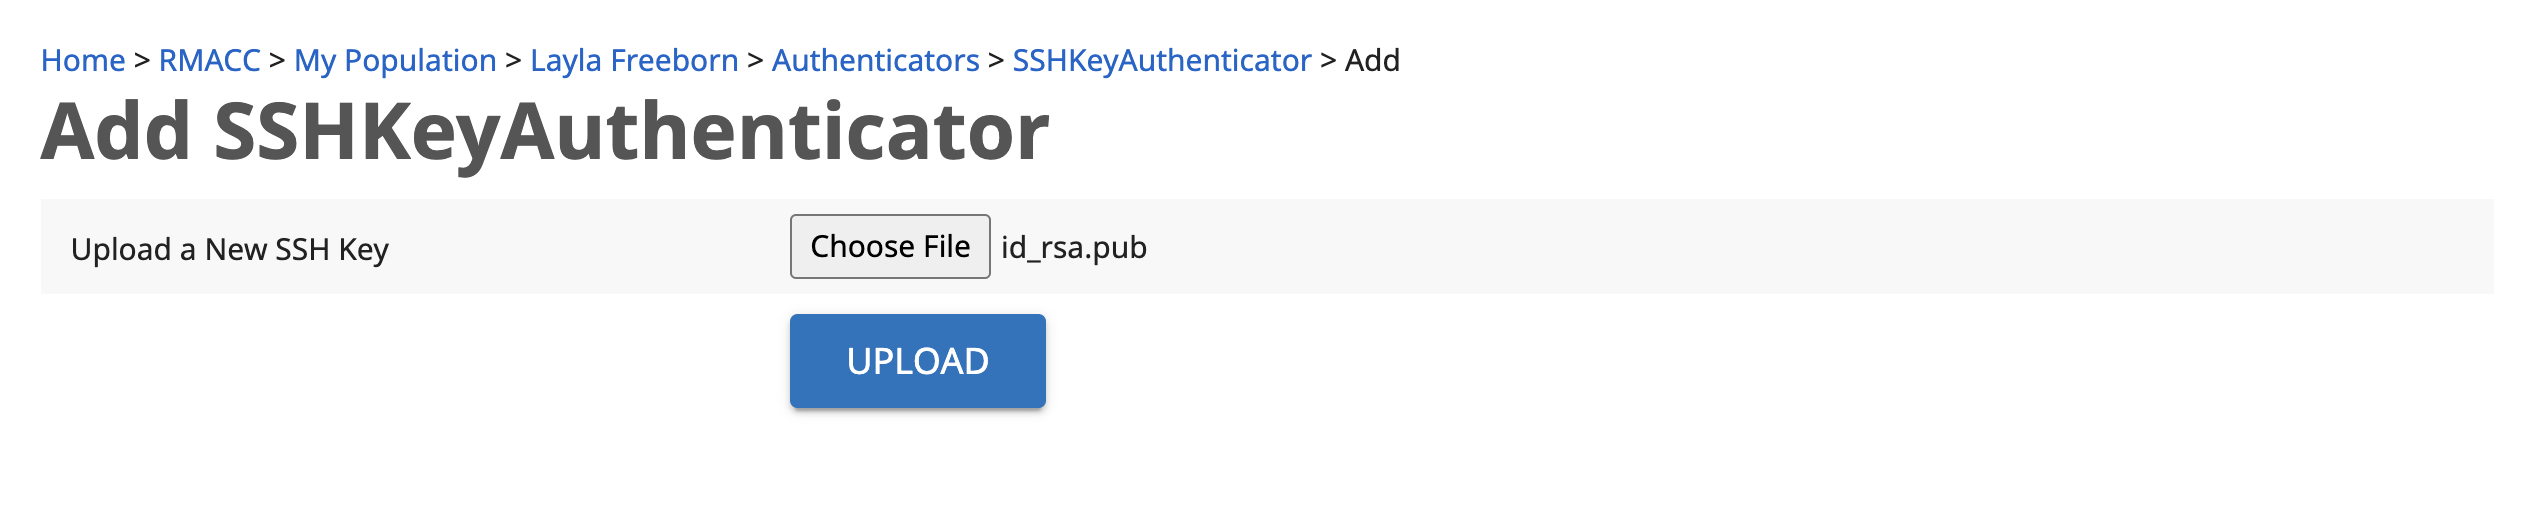 Home > RMACC > My Population > Layla Freeborn > Authenticators > SSHKeyAuthenticator > Add
Add SSHKeyAuthenticator
Upload a New SSH Key Choose File id_rsa.pub
UPLOAD